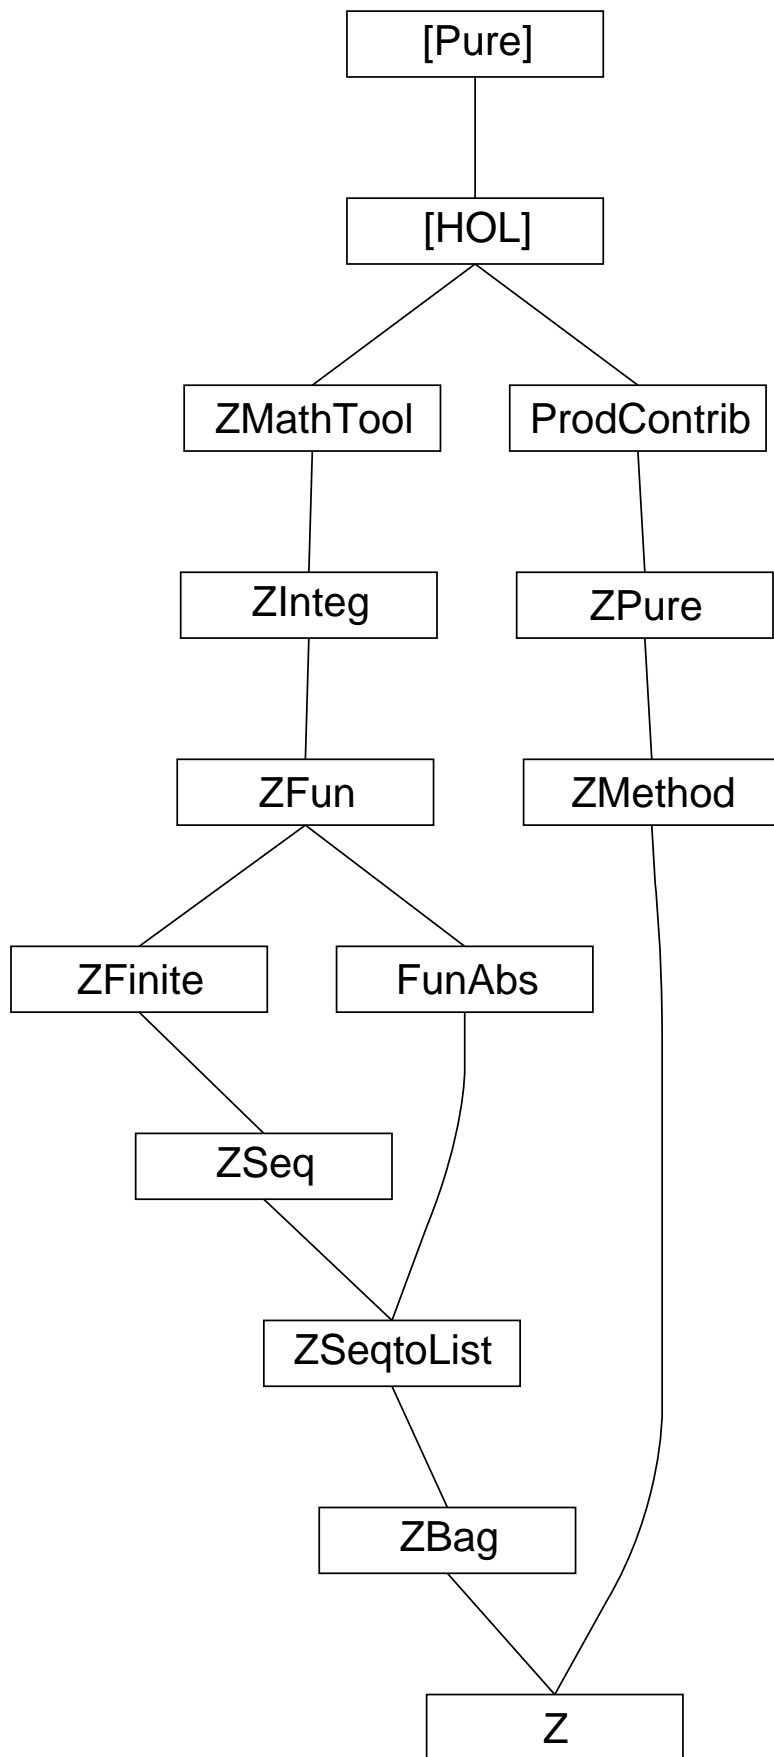 [Pure]
[HOL]
ZMathTool
ProdContrib
ZInteg
ZPure
ZFun
ZMethod
ZFinite
FunAbs
ZSeq
ZSeqtoList
ZBag
Z